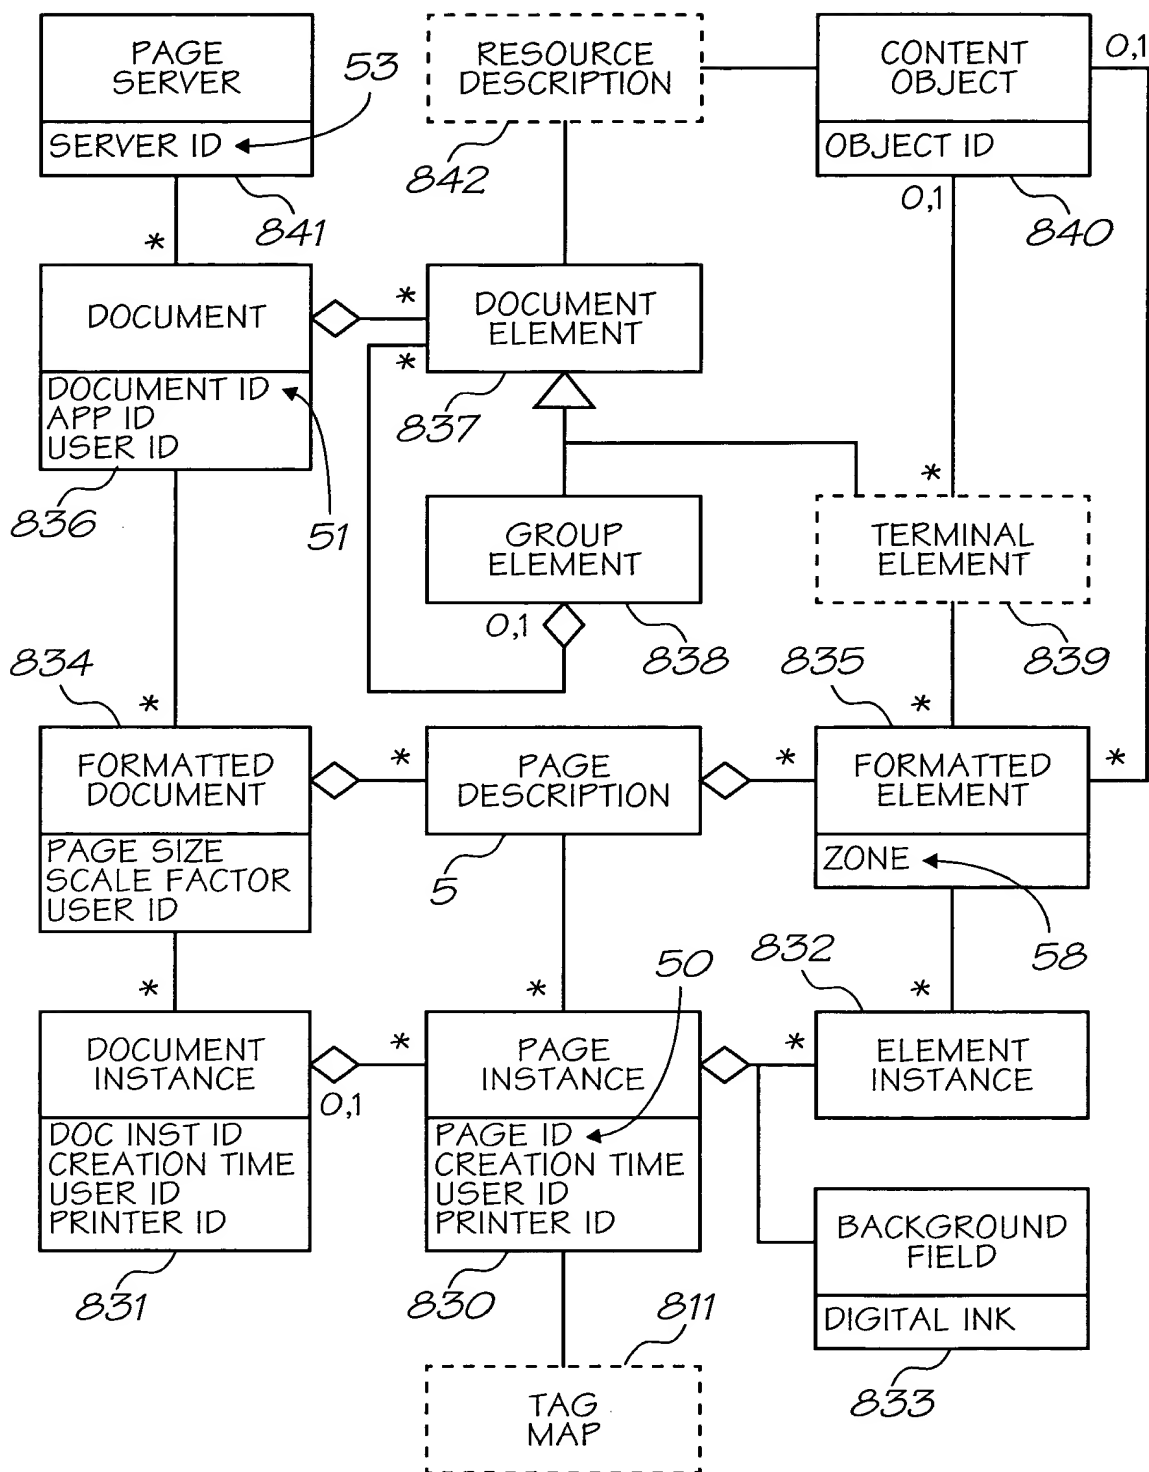 PAGE
SERVER
SERVER ID
53
841
RESOURCE
DESCRIPTION
842
CONTENT
OBJECT
OBJECT ID
0,1
0,1
840
*
DOCUMENT
DOCUMENT ID
APP ID
USER ID
836
51
*
*
DOCUMENT
ELEMENT
837
GROUP
ELEMENT
0,1
838
*
TERMINAL
ELEMENT
839
834
*
FORMATTED
DOCUMENT
PAGE SIZE
SCALE FACTOR
USER ID
*
PAGE
DESCRIPTION
5
835
*
*
FORMATTED
ELEMENT
*
ZONE
58
*
DOCUMENT
INSTANCE
0,1
DOC INST ID
CREATION TIME
USER ID
PRINTER ID
831
*
*
50
PAGE
INSTANCE
PAGE ID
CREATION TIME
USER ID
PRINTER ID
830
832
*
*
ELEMENT
INSTANCE
BACKGROUND
FIELD
DIGITAL INK
833
811
TAG
MAP